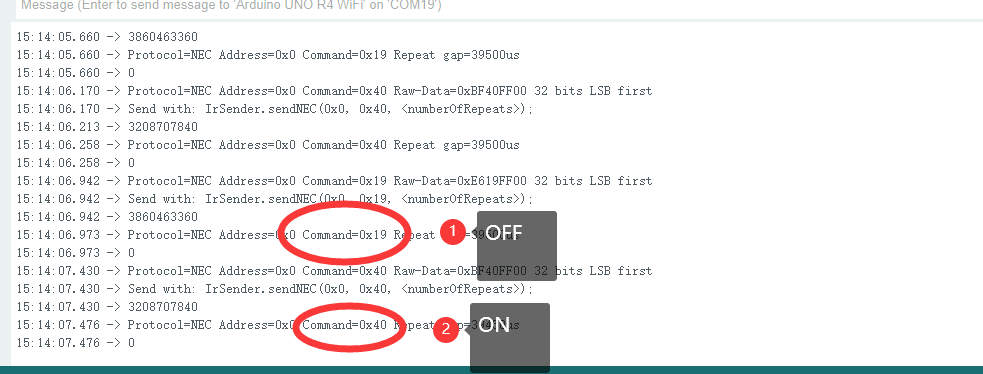 Message (Enter to send message to 'Arduino UNO R4 WiFi' on 'COM19')
15:14:05.660 -> 3860463360
15:14:05.660 -> Protocol=NEC Address=0x0 Command=0x19 Repeat gap=39500us
15:14:05.660 -> 0
15:14:06.170 -> Protocol=NEC Address=0x0 Command=0x40 Raw-Data=0xBF40FF00 32 bits LSB first
15:14:06.170 -> Send with: IrSender.sendNEC(0x0, 0x40, <numberOfRepeats>);
15:14:06.213 -> 3208707840
15:14:06.258 -> Protocol=NEC Address=0x0 Command=0x40 Repeat gap=39500us
15:14:06.258 -> 0
15:14:06.942 -> Protocol=NEC Address=0x0 Command=0x19 Raw-Data=0xE619FF00 32 bits LSB first
15:14:06.942 -> Send with: IrSender.sendNEC(0x0, 0x19, <numberOfRepeats>);
15:14:06.942 -> 3860463360
15:14:06.973 -> Protocol=NEC Address=0x0 Command=0x19 Repeat
1 OFF
15:14:06.973 -> 0
15:14:07.430 -> Protocol=NEC Address=0x0 Command=0x40 Raw-Data=0xBF40FF00 32 bits LSB first
15:14:07.430 -> Send with: IrSender.sendNEC(0x0, 0x40, <numberOfRepeats>);
15:14:07.430 -> 3208707840
15:14:07.476 -> Protocol=NEC Address=0x0 Command=0x40 Repeat
2 ON
15:14:07.476 -> 0